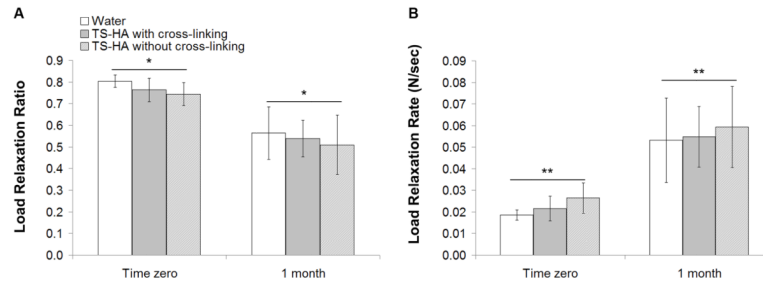 A
Water
TS-HA with cross-linking
TS-HA without cross-linking
Load Relaxation Ratio
0.9
0.8
0.7
0.6
0.5
0.4
0.3
0.2
0.1
0.0
*
*
Time zero
1 month
B
Load Relaxation Rate (N/sec)
0.09
0.08
0.07
0.06
0.05
0.04
0.03
0.02
0.01
0.00
**
**
Time zero
1 month